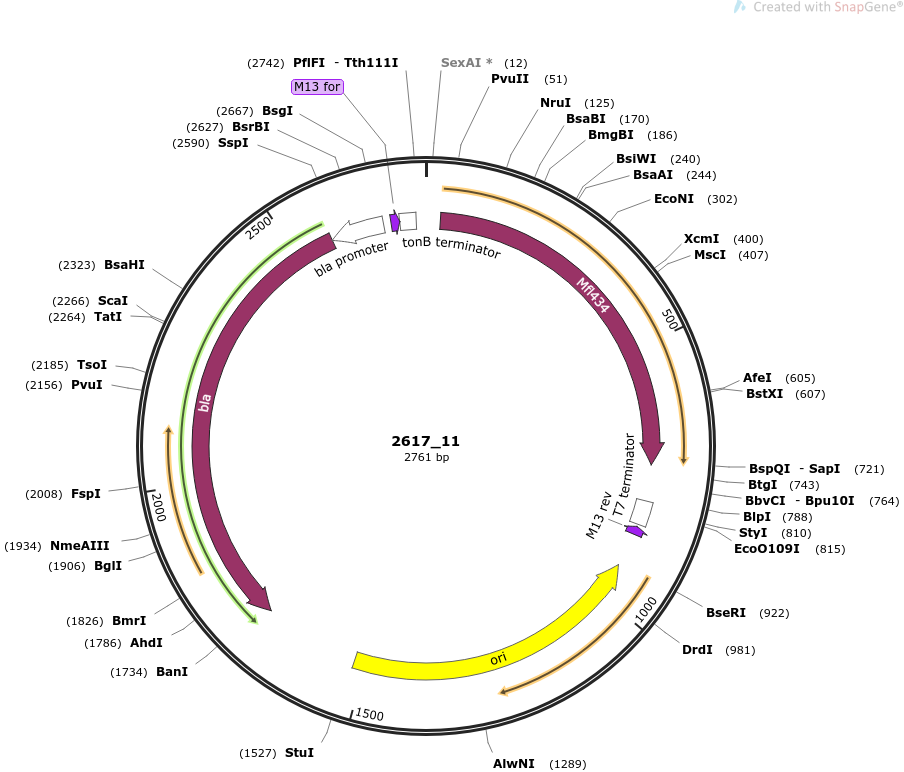 Created with SnapGene®
(2742) PflFI - Tth111I
SexAI * (12)
PvuII (51)
M13 for
NruI (125)
(2667) BsgI
BsaBI (170)
(2627) BsrBI
BmgBI (186)
(2590) SspI
BsiWI (240)
BsaAI (244)
EcoNI (302)
2500
tonB terminator
bla promoter
XcmI (400)
MscI (407)
(2323) BsaHI
Mfl434
(2266) ScaI
(2264) TatI
500
(2185) TsoI
(2156) PvuI
AfeI (605)
BstXI (607)
bla
2617_11
2761 bp
T7 terminator
M13 rev
BspQI - SapI (721)
BtgI (743)
BbvCI - Bpu10I (764)
BlpI (788)
StyI (810)
EcoO109I (815)
(2008) FspI
2000
(1934) NmeAIII
(1906) BglI
BseRI (922)
1000
(1826) BmrI
(1786) AhdI
DrdI (981)
(1734) BanI
ori
1500
(1527) StuI
AlwNI (1289)